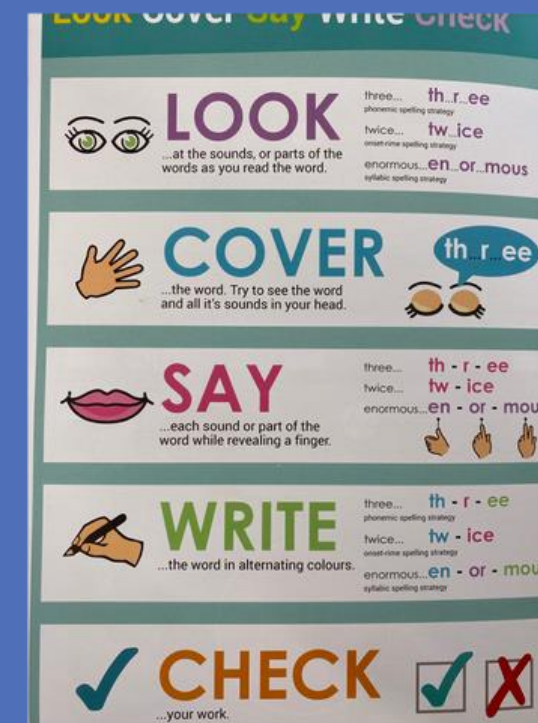 Look Cover Say Write Check
LOOK
...at the sounds, or parts of the
words as you read the word.
three... th...r...ee
phonemic spelling strategy
twice... tw...ice
onset-rime spelling strategy
enormous...en...or...mous
syllabic spelling strategy
COVER
...the word. Try to see the word
and all it's sounds in your head.
th...r...ee
SAY
...each sound or part of the
word while revealing a finger.
three... th - r - ee
twice... tw - ice
enormous...en - or - mou
WRITE
...the word in alternating colours.
three... th - r - ee
phonemic spelling strategy
twice... tw - ice
onset-rime spelling strategy
enormous...en - or - mou
syllabic spelling strategy
CHECK
...your work.